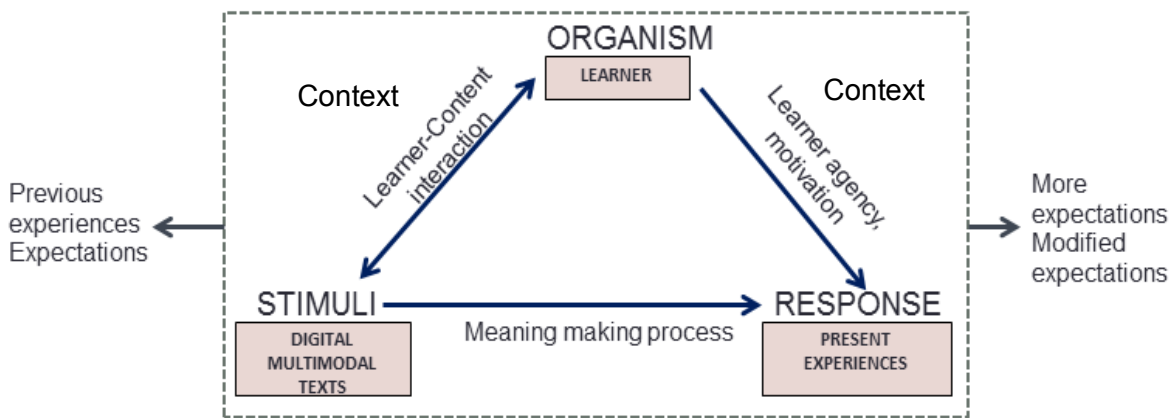 ORGANISM
LEARNER
Context
Context
Learner-Content
interaction
Learner agency,
motivation
Previous
experiences
Expectations
More
expectations
Modified
expectations
STIMULI
DIGITAL
MULTIMODAL
TEXTS
Meaning making process
RESPONSE
PRESENT
EXPERIENCES